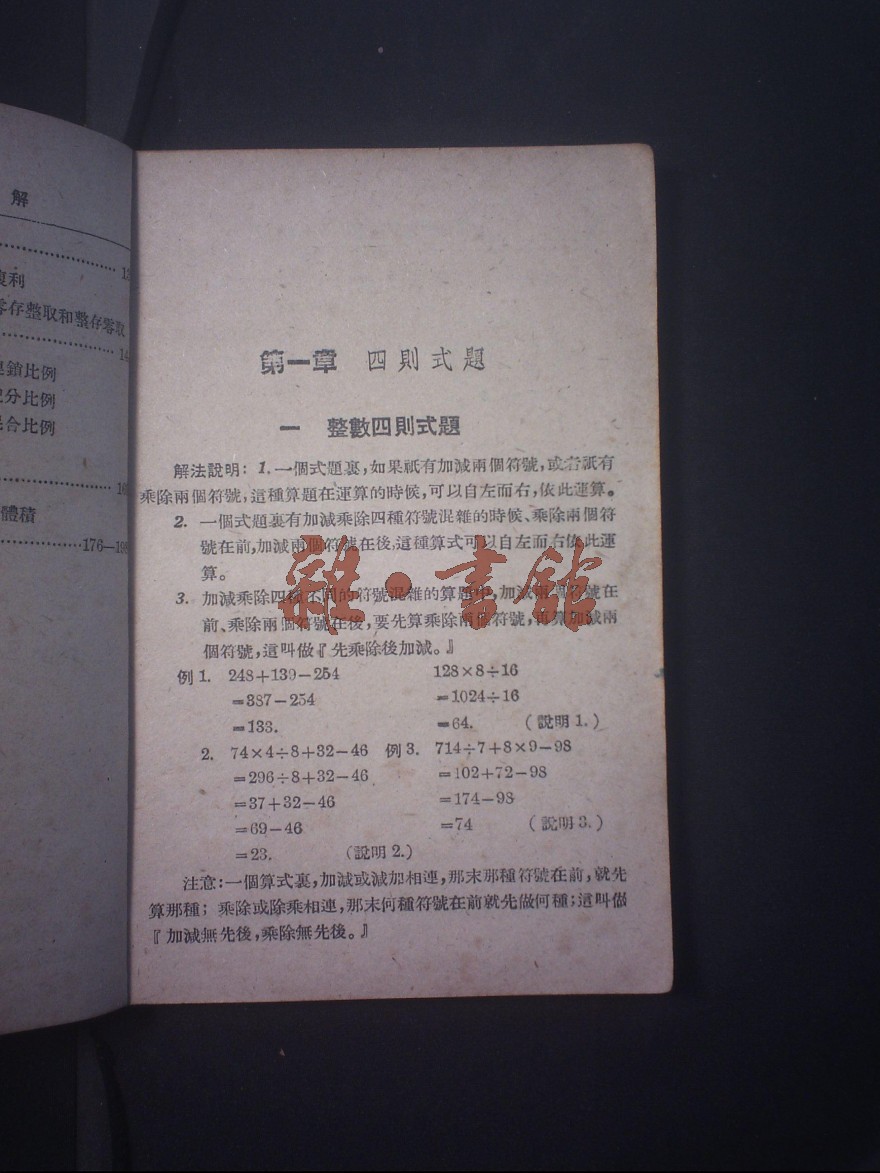 解
13
複利
零存整取和整存零取
14
連鎖比例
配分比例
混合比例
16
體積
176—19
第一章 四則式題
一 整數四則式題
解法說明: 1.一個式題裏,如果祇有加減兩個符號,或者祇有
乘除兩個符號,這種算題在運算的時候,可以自左而右,依此運算。
2. 一個式題裏有加減乘除四種符號混雜的時候、乘除兩個符
號在前,加減兩個符號在後,這種算式可以自左而右依此運
算。
3. 加減乘除四種不同的符號混雜的算題中,加減兩個符號在
前、乘除兩個符號在後,要先算乘除兩個符號,再算加減兩
個符號,這叫做『先乘除後加減。』
雜·書館
例1. 248+139-254 128×8÷16
=387-254 =1024÷16
=133. =64. (說明1.)
2. 74×4÷8+32-46 例3. 714÷7+8×9-98
=296÷8+32-46 =102+72-98
=37+32-46 =174-98
=69-46 =74 (說明3.)
=23. (說明2.)
注意:一個算式裏,加減或減加相連,那末那種符號在前,就先
算那種;乘除或除乘相連,那末何種符號在前就先做何種;這叫做
『加減無先後,乘除無先後。』